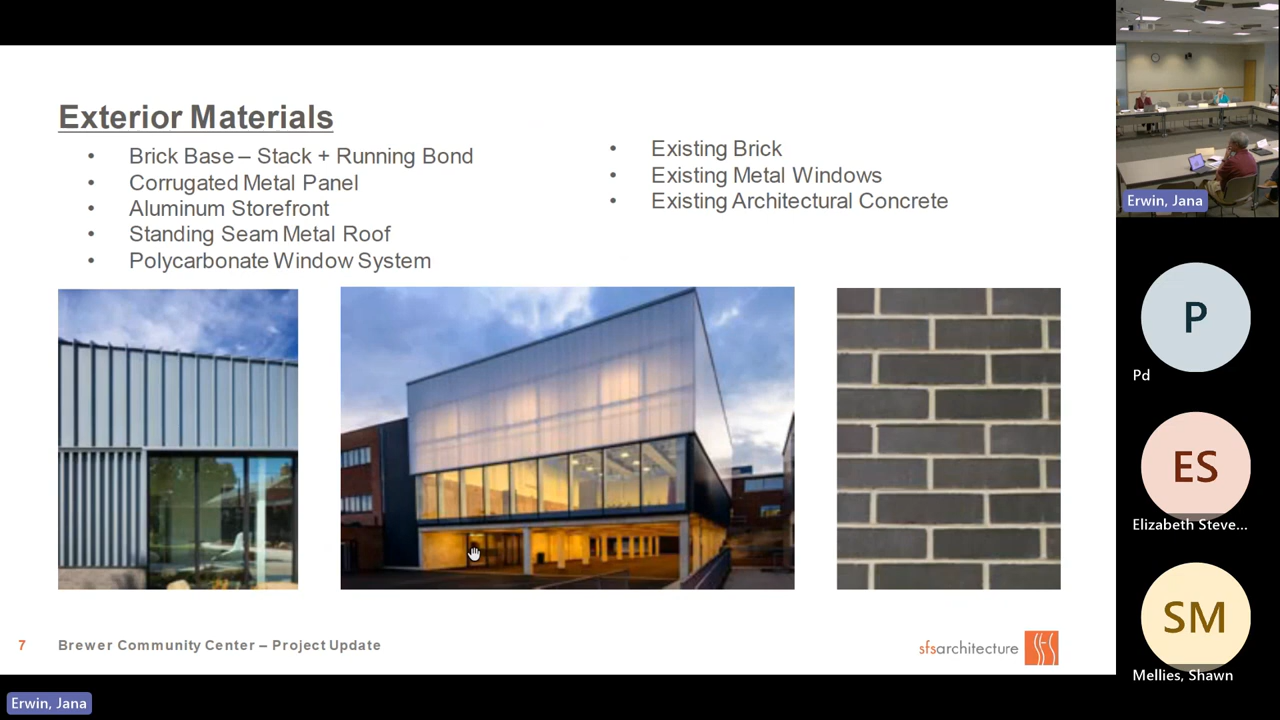 Exterior Materials
• Brick Base – Stack + Running Bond
• Corrugated Metal Panel
• Aluminum Storefront
• Standing Seam Metal Roof
• Polycarbonate Window System
• Existing Brick
• Existing Metal Windows
• Existing Architectural Concrete
7 Brewer Community Center – Project Update
sfsarchitecture
Erwin, Jana
P
Pd
ES
Elizabeth Steve...
SM
Mellies, Shawn
Erwin, Jana